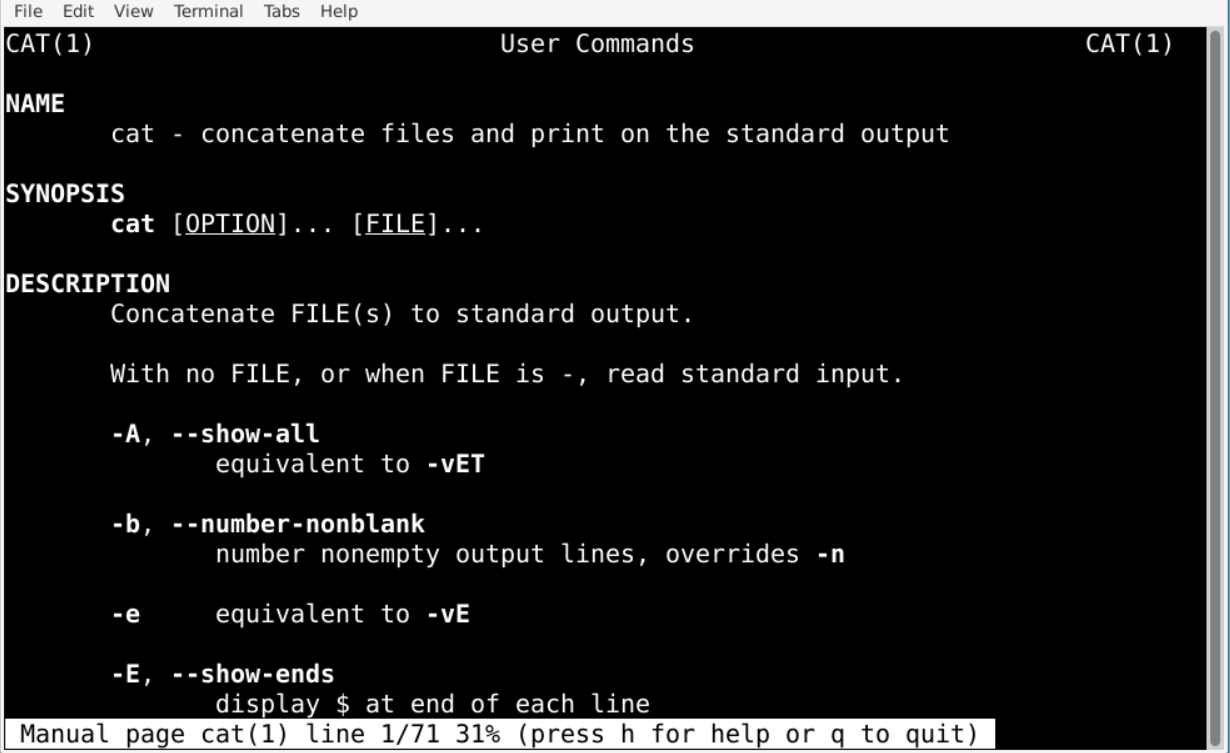 File Edit View Terminal Tabs Help
CAT(1) User Commands CAT(1)
NAME
cat - concatenate files and print on the standard output
SYNOPSIS
cat [OPTION]... [FILE]...
DESCRIPTION
Concatenate FILE(s) to standard output.
With no FILE, or when FILE is -, read standard input.
-A, --show-all
equivalent to -vET
-b, --number-nonblank
number nonempty output lines, overrides -n
-e equivalent to -vE
-E, --show-ends
display $ at end of each line
Manual page cat(1) line 1/71 31% (press h for help or q to quit)